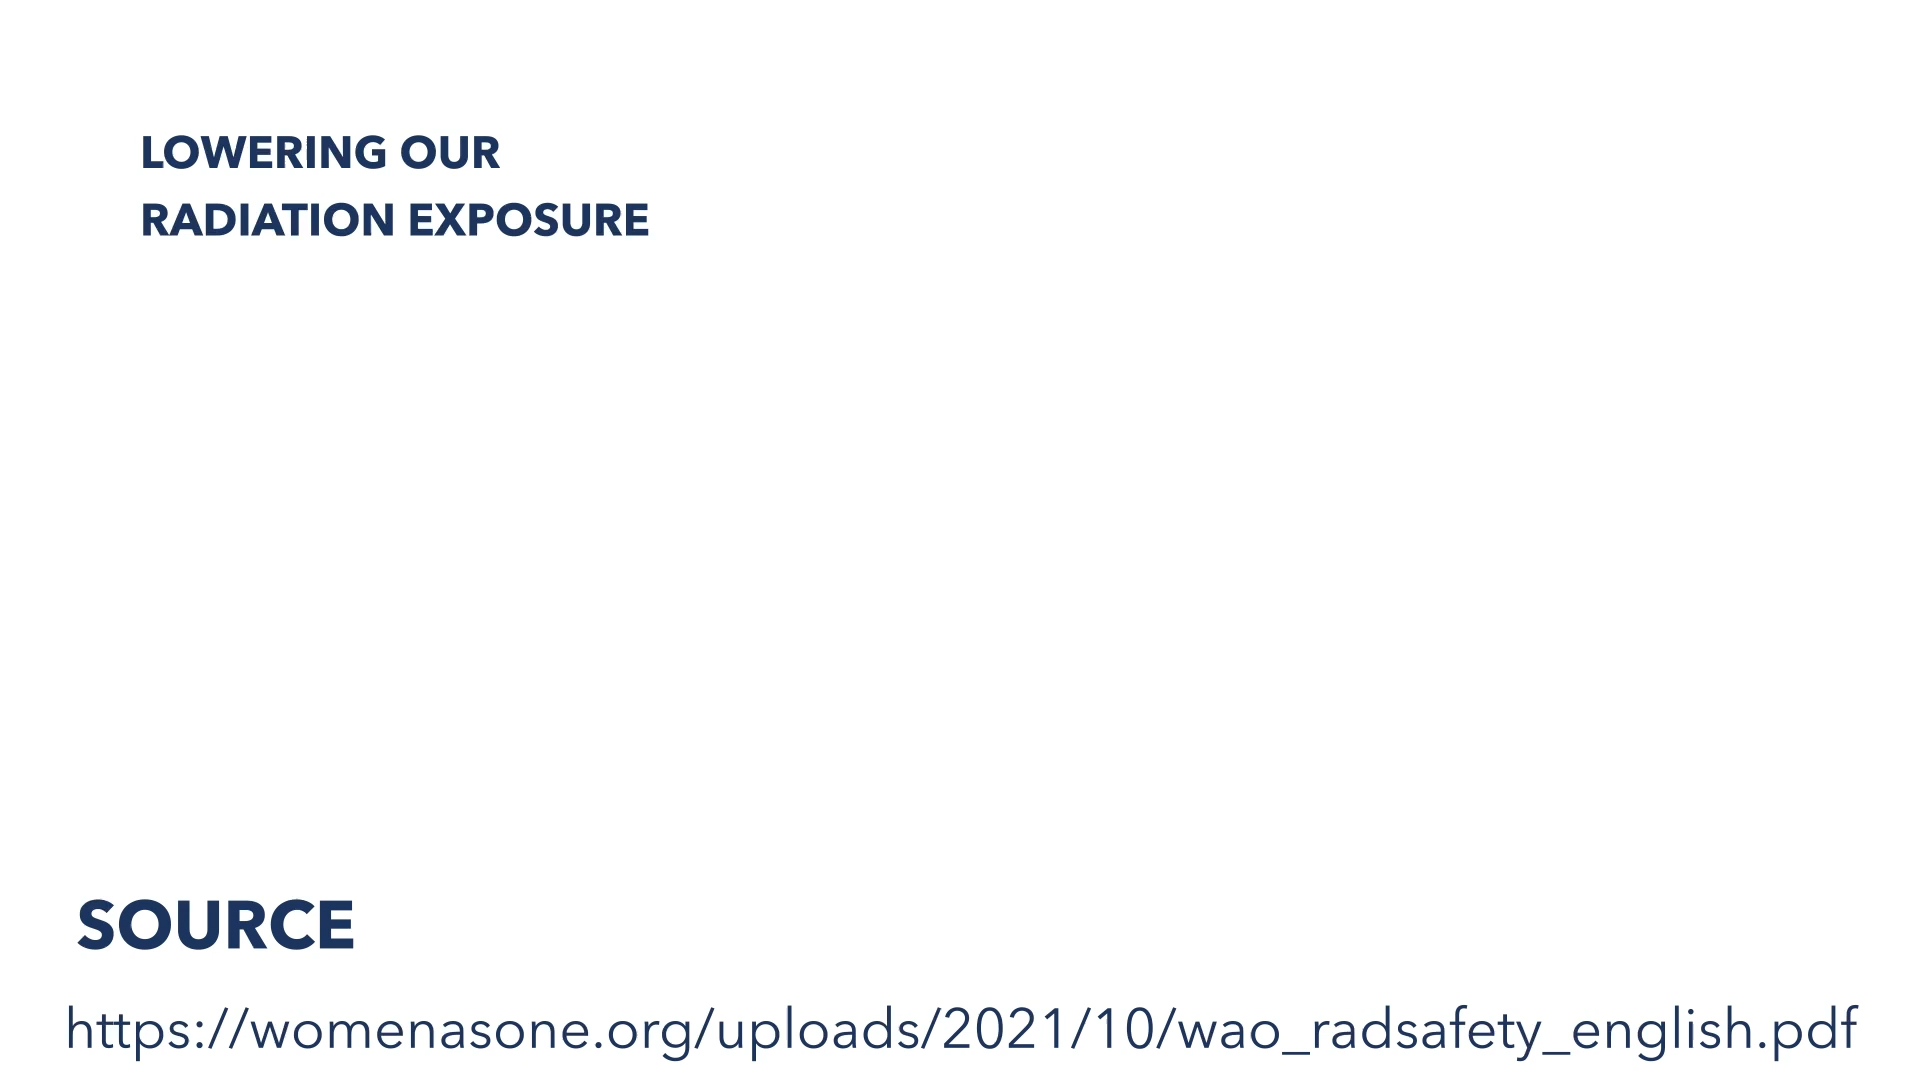 LOWERING OUR
RADIATION EXPOSURE
SOURCE
https://womenasone.org/uploads/2021/10/wao_radsafety_english.pdf